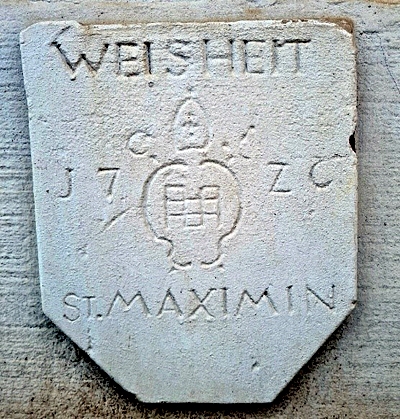 WEISHEIT
C. K
J7 ZC
ST. MAXIMIN